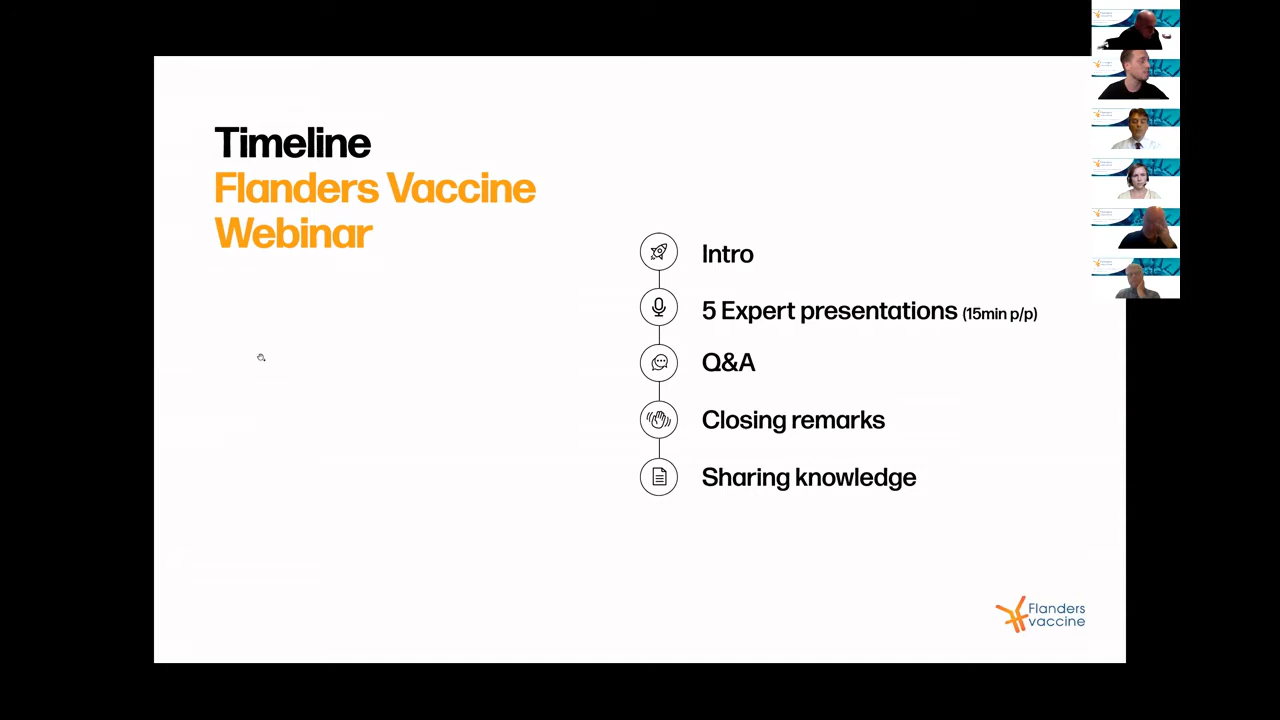 Timeline
Flanders Vaccine
Webinar
Intro
5 Expert presentations (15min p/p)
Q&A
Closing remarks
Sharing knowledge
Flanders
vaccine